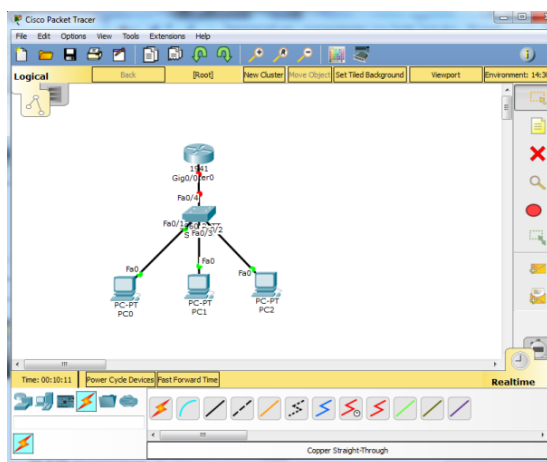 Cisco Packet Tracer
File Edit Options View Tools Extensions Help
Logical Back [Root] New Cluster Move Object Set Tiled Background Viewport Environment: 14:3
1941
Gig0/0
Fa0/4
Fa0/1
Fa0/3
Fa0 Fa0 Fa0
PC-PT PC-PT PC-PT
PC0 PC1 PC2
Time: 00:10:11 Power Cycle Devices Fast Forward Time Realtime
Copper Straight-Through